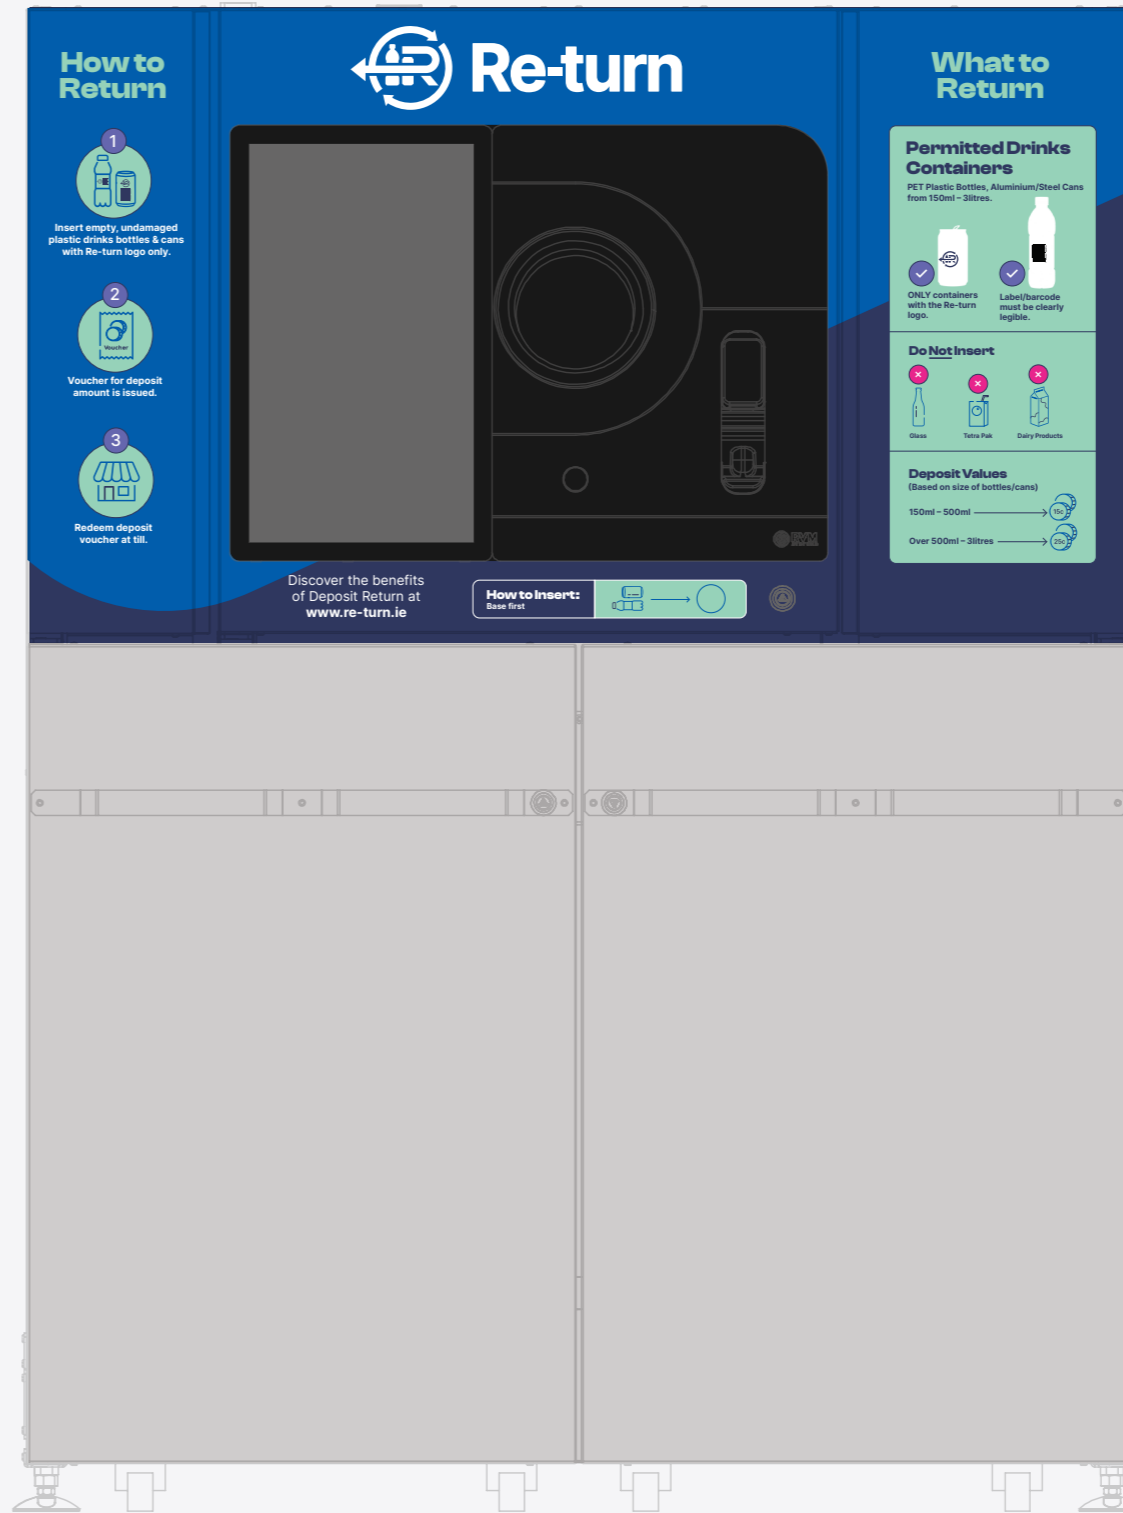 How to
Return
1
Insert empty, undamaged
plastic drinks bottles & cans
with Re-turn logo only.
2
Voucher
Voucher for deposit
amount is issued.
3
Redeem deposit
voucher at till.
Re-turn
Discover the benefits
of Deposit Return at
www.re-turn.ie
How to Insert:
Base first
What to
Return
Permitted Drinks
Containers
PET Plastic Bottles, Aluminium/Steel Cans
from 150ml – 3litres.
ONLY containers
with the Re-turn
logo.
Label/barcode
must be clearly
legible.
Do Not Insert
Glass
Tetra Pak
Dairy Products
Deposit Values
(Based on size of bottles/cans)
150ml – 500ml
15c
Over 500ml – 3litres
25c